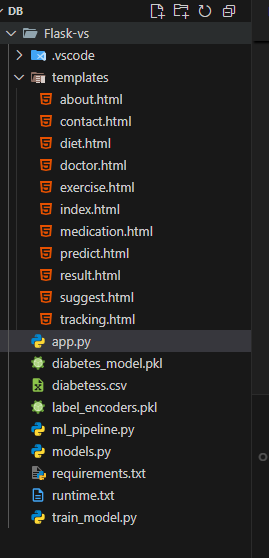 DB
Flask-vs
.vscode
templates
about.html
contact.html
diet.html
doctor.html
exercise.html
index.html
medication.html
predict.html
result.html
suggest.html
tracking.html
app.py
diabetes_model.pkl
diabetess.csv
label_encoders.pkl
ml_pipeline.py
models.py
requirements.txt
runtime.txt
train_model.py